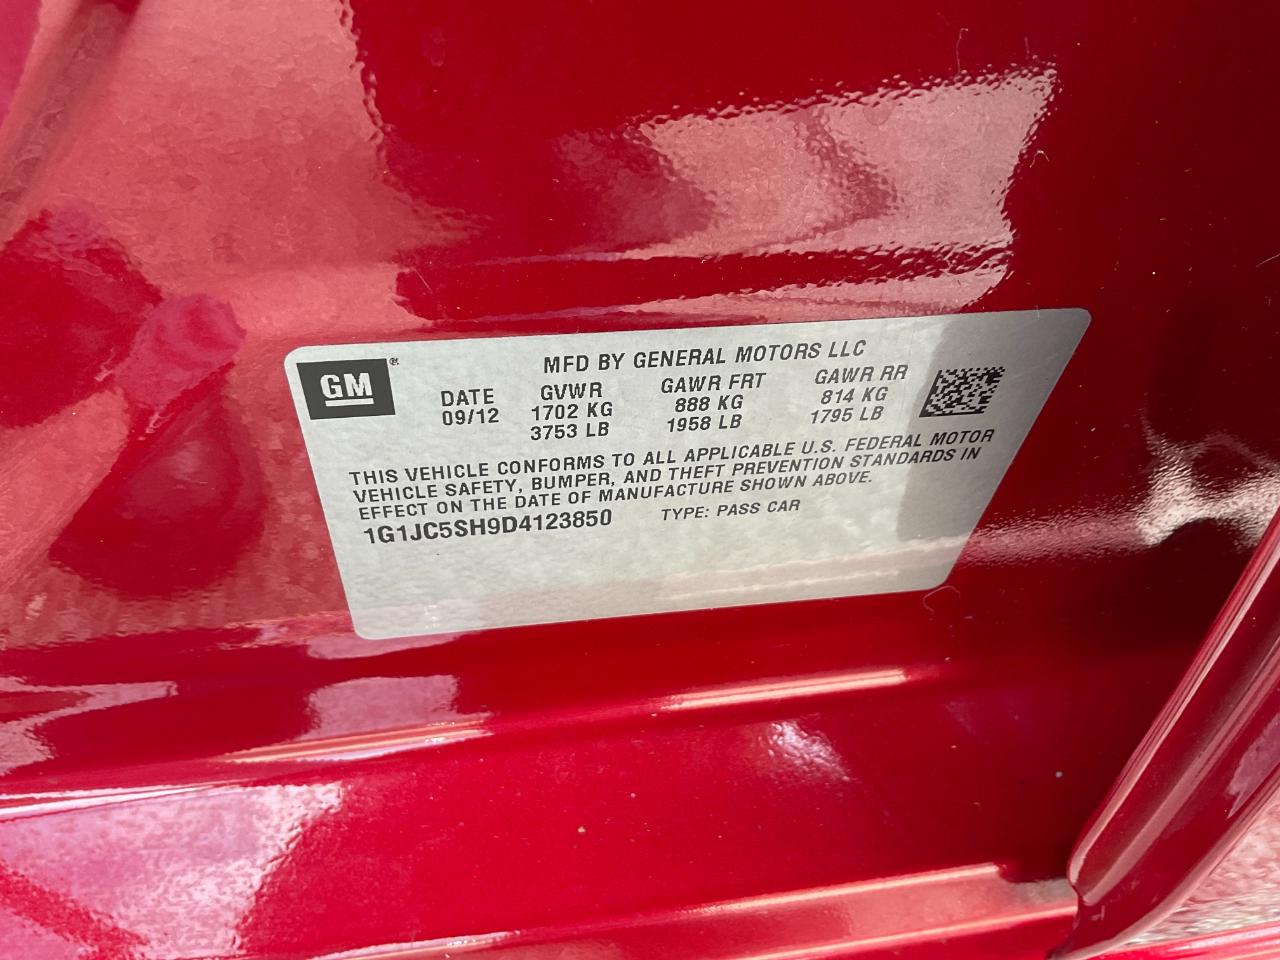 GM®
MFD BY GENERAL MOTORS LLC
DATE GVWR GAWR FRT GAWR RR
09/12 1702 KG 888 KG 814 KG
3753 LB 1958 LB 1795 LB
THIS VEHICLE CONFORMS TO ALL APPLICABLE U.S. FEDERAL MOTOR
VEHICLE SAFETY, BUMPER, AND THEFT PREVENTION STANDARDS IN
EFFECT ON THE DATE OF MANUFACTURE SHOWN ABOVE.
1G1JC5SH9D4123850 TYPE: PASS CAR